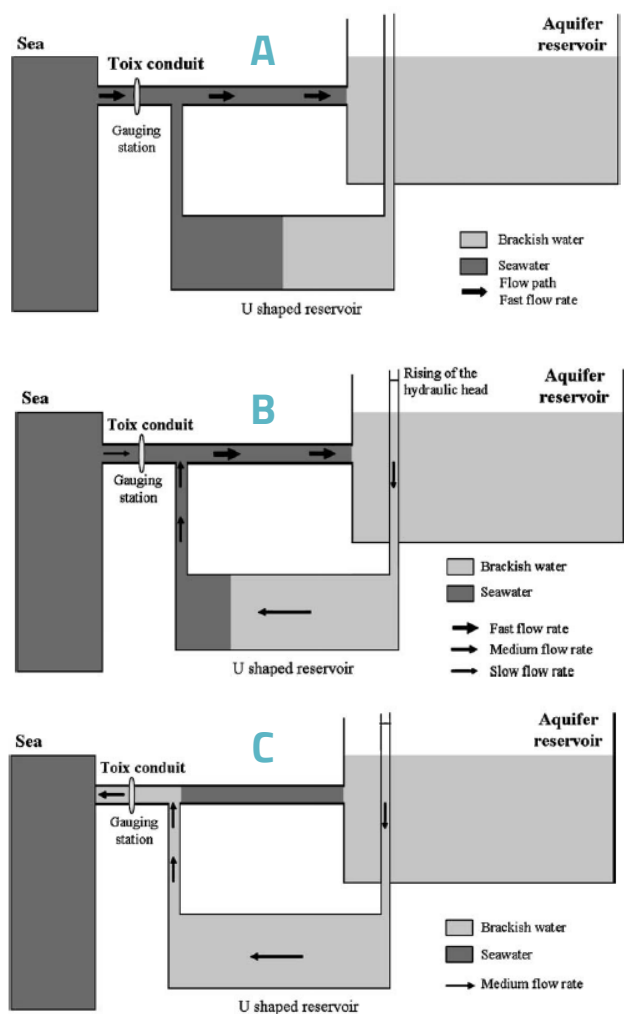 A
Sea
Aquifer
reservoir
Toix conduit
Gauging
station
Brackish water
Seawater
Flow path
Fast flow rate
U shaped reservoir
Rising of the
hydraulic head
B
Sea
Aquifer
reservoir
Toix conduit
Gauging
station
Brackish water
Seawater
Fast flow rate
Medium flow rate
Slow flow rate
U shaped reservoir
C
Sea
Aquifer
reservoir
Toix conduit
Gauging
station
Brackish water
Seawater
Medium flow rate
U shaped reservoir